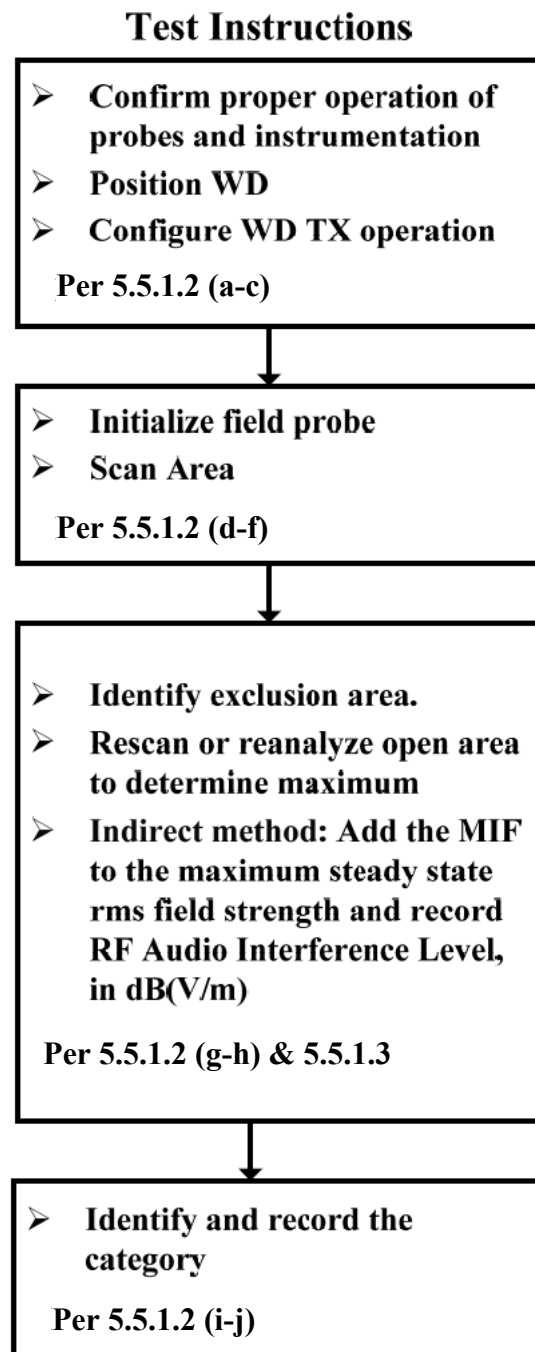 Test Instructions
➢ Confirm proper operation of
probes and instrumentation
➢ Position WD
➢ Configure WD TX operation
Per 5.5.1.2 (a-c)
➢ Initialize field probe
➢ Scan Area
Per 5.5.1.2 (d-f)
➢ Identify exclusion area.
➢ Rescan or reanalyze open area
to determine maximum
➢ Indirect method: Add the MIF
to the maximum steady state
rms field strength and record
RF Audio Interference Level,
in dB(V/m)
Per 5.5.1.2 (g-h) & 5.5.1.3
➢ Identify and record the
category
Per 5.5.1.2 (i-j)